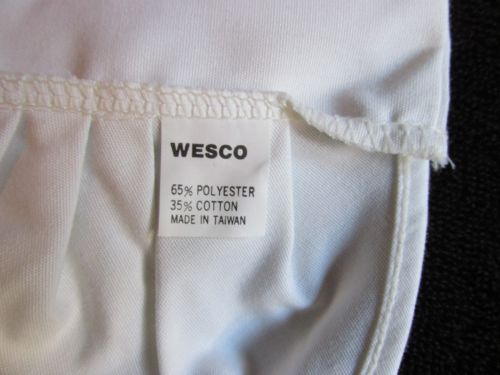 WESCO
65% POLYESTER
35% COTTON
MADE IN TAIWAN